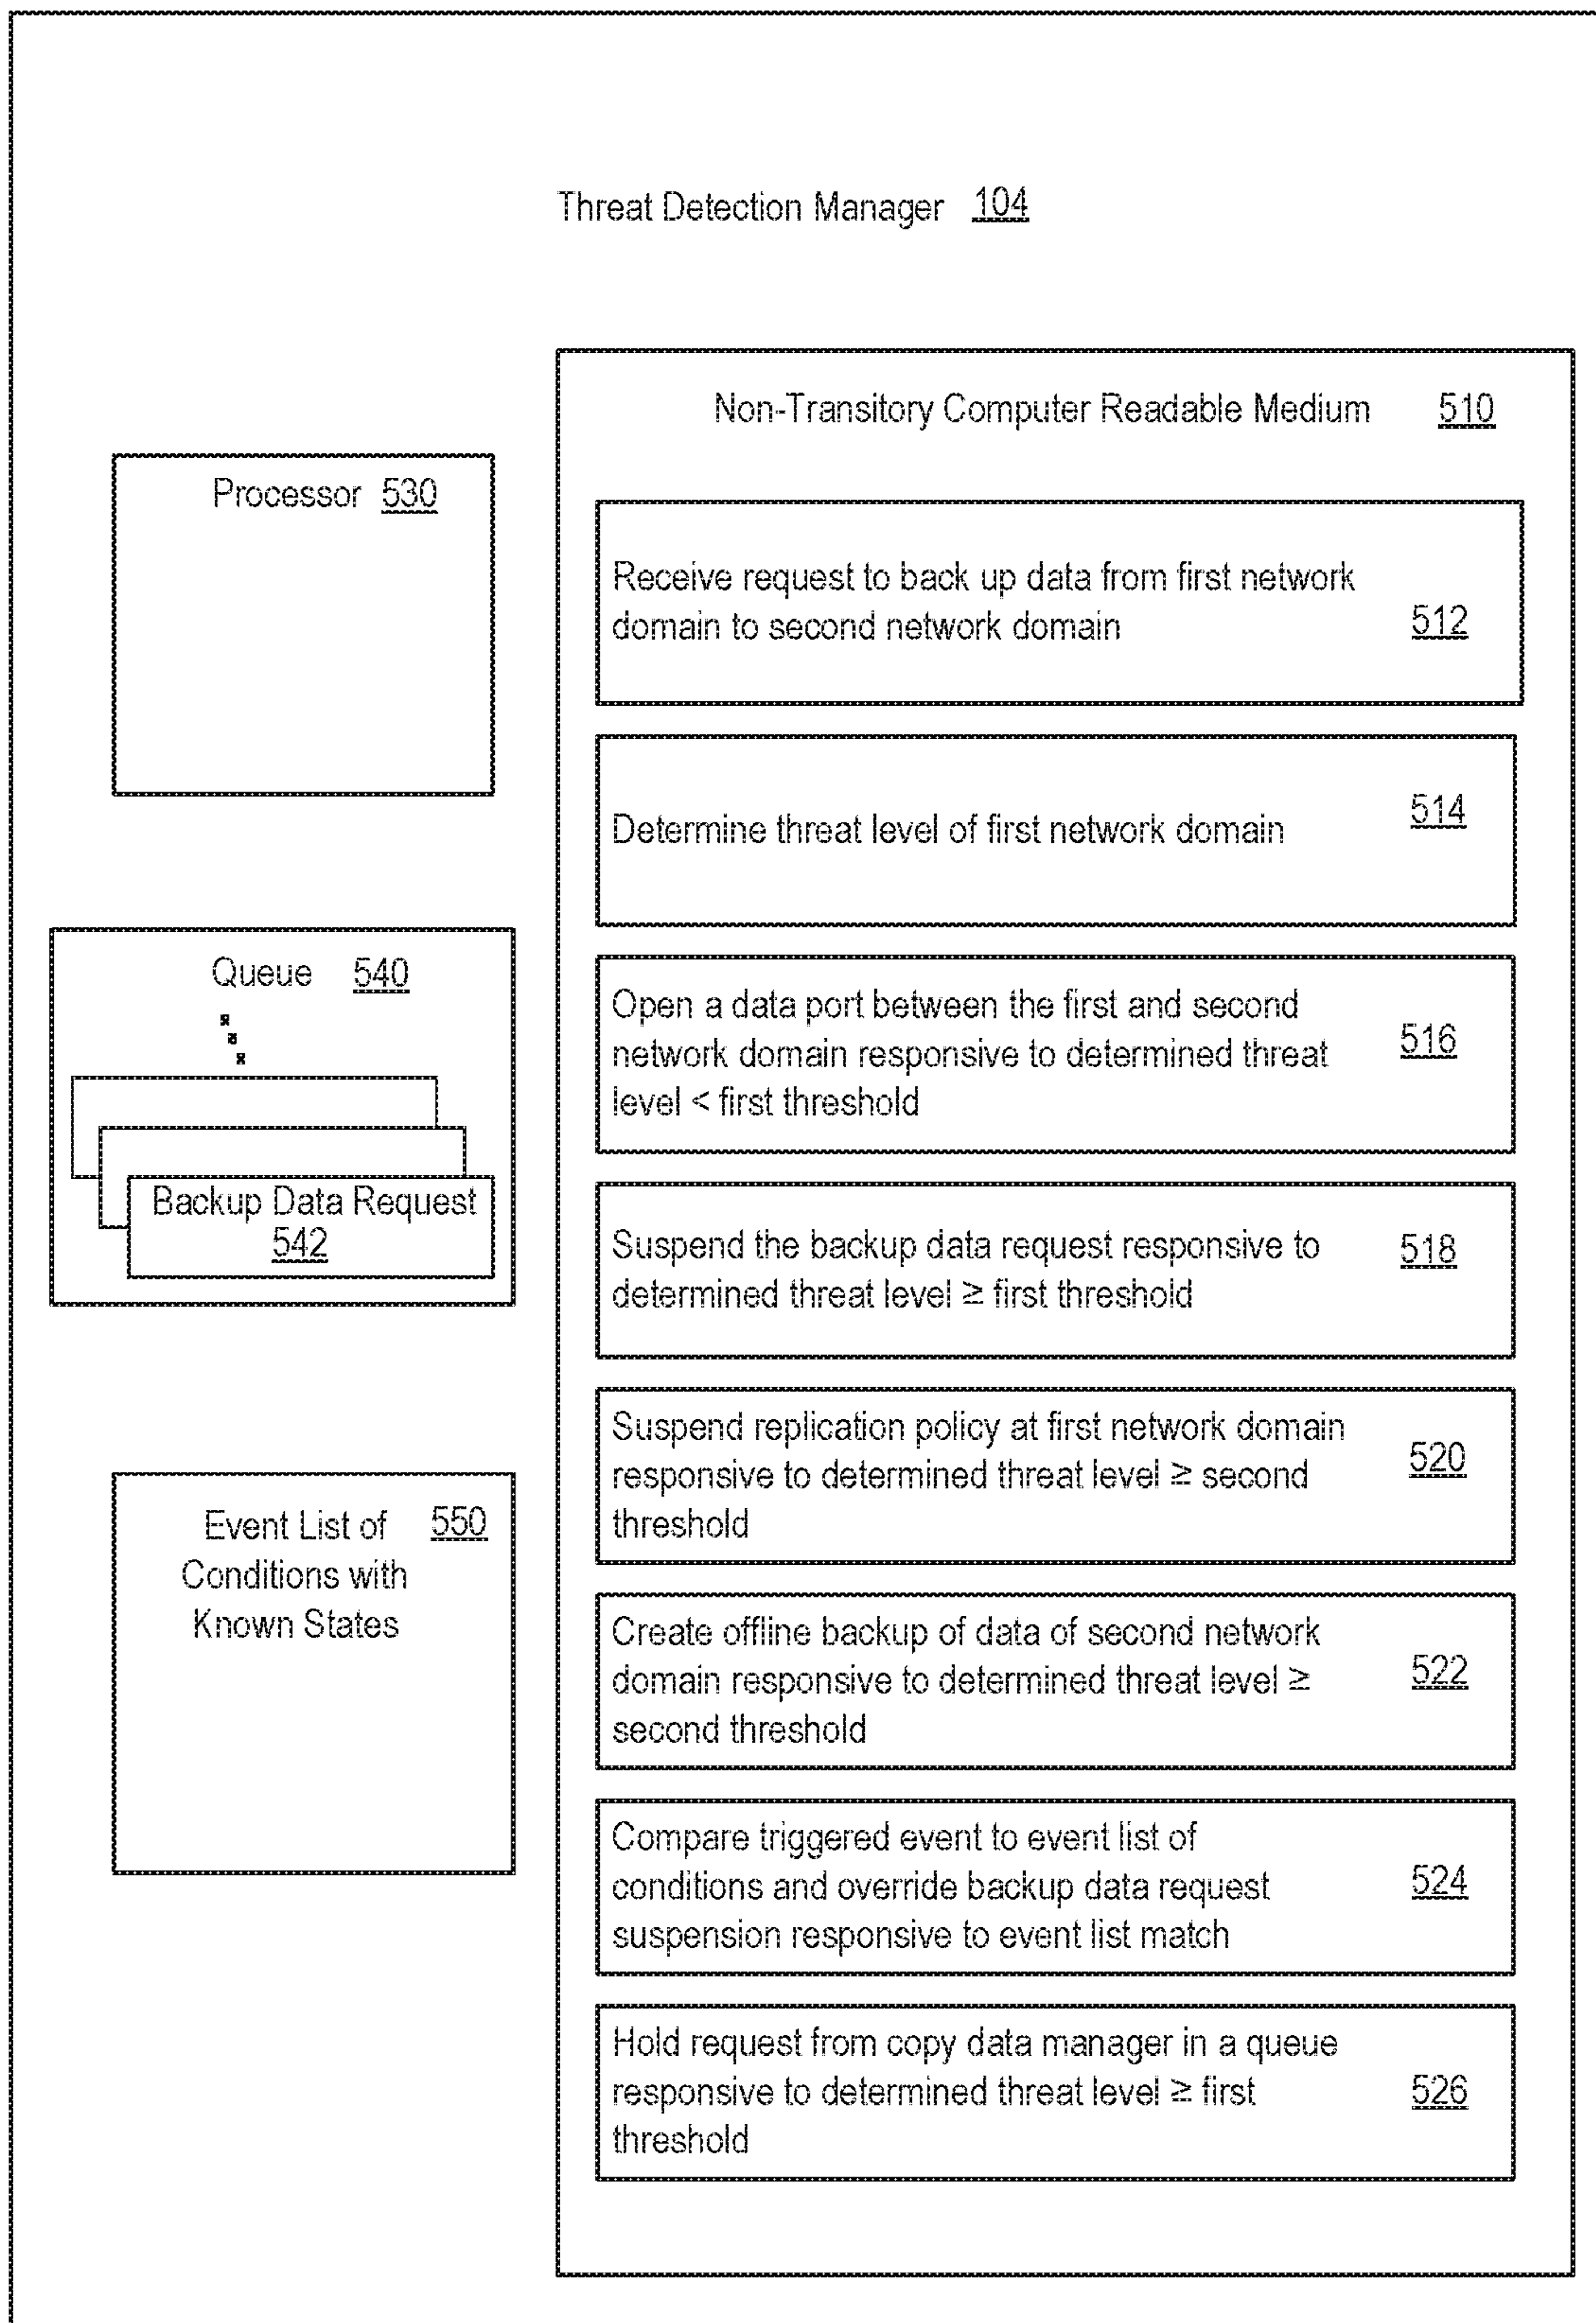 Threat Detection Manager 104
Processor 530
Queue 540
Backup Data Request
542
Event List of 550
Conditions with
Known States
Non-Transitory Computer Readable Medium 510
Receive request to back up data from first network
domain to second network domain 512
Determine threat level of first network domain 514
Open a data port between the first and second
network domain responsive to determined threat 516
level < first threshold
Suspend the backup data request responsive to 518
determined threat level ≥ first threshold
Suspend replication policy at first network domain
responsive to determined threat level ≥ second 520
threshold
Create offline backup of data of second network
domain responsive to determined threat level ≥ 522
second threshold
Compare triggered event to event list of
conditions and override backup data request 524
suspension responsive to event list match
Hold request from copy data manager in a queue
responsive to determined threat level ≥ first 526
threshold